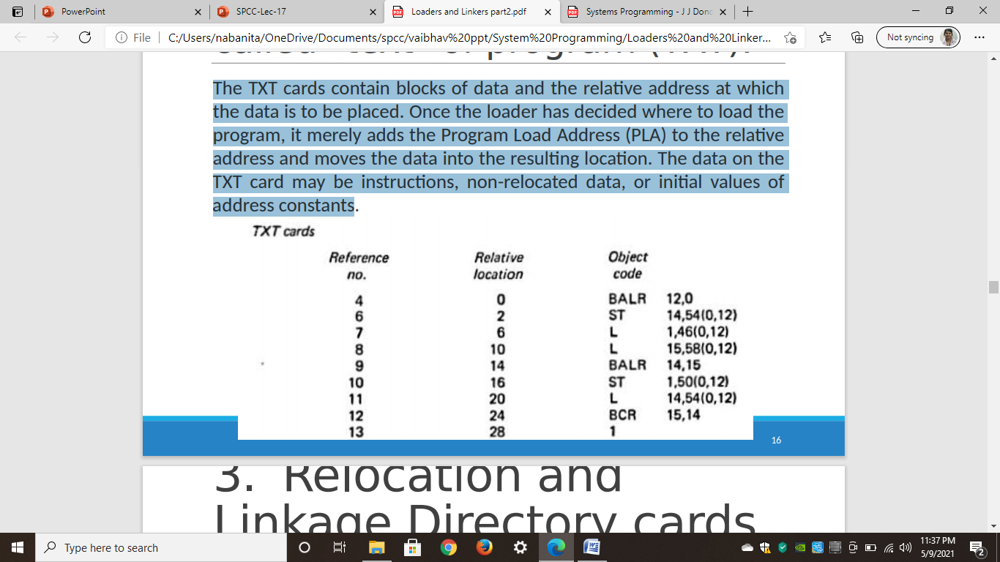 PowerPoint
SPCC-Lec-17
Loaders and Linkers part2.pdf
Systems Programming - J J Dono
File
C:/Users/nabanita/OneDrive/Documents/spcc/vaibhav%20ppt/System%20Programming/Loaders%20and%20Linker...
Not syncing
The TXT cards contain blocks of data and the relative address at which
the data is to be placed. Once the loader has decided where to load the
program, it merely adds the Program Load Address (PLA) to the relative
address and moves the data into the resulting location. The data on the
TXT card may be instructions, non-relocated data, or initial values of
address constants.
TXT cards
Reference no. Relative location Object code
4 0 BALR 12,0
6 2 ST 14,54(0,12)
7 6 L 1,46(0,12)
8 10 L 15,58(0,12)
9 14 BALR 14,15
10 16 ST 1,50(0,12)
11 20 L 14,54(0,12)
12 24 BCR 15,14
13 28 1
16
3. Relocation and
Linkage Directory cards
Type here to search
11:37 PM
5/9/2021
2